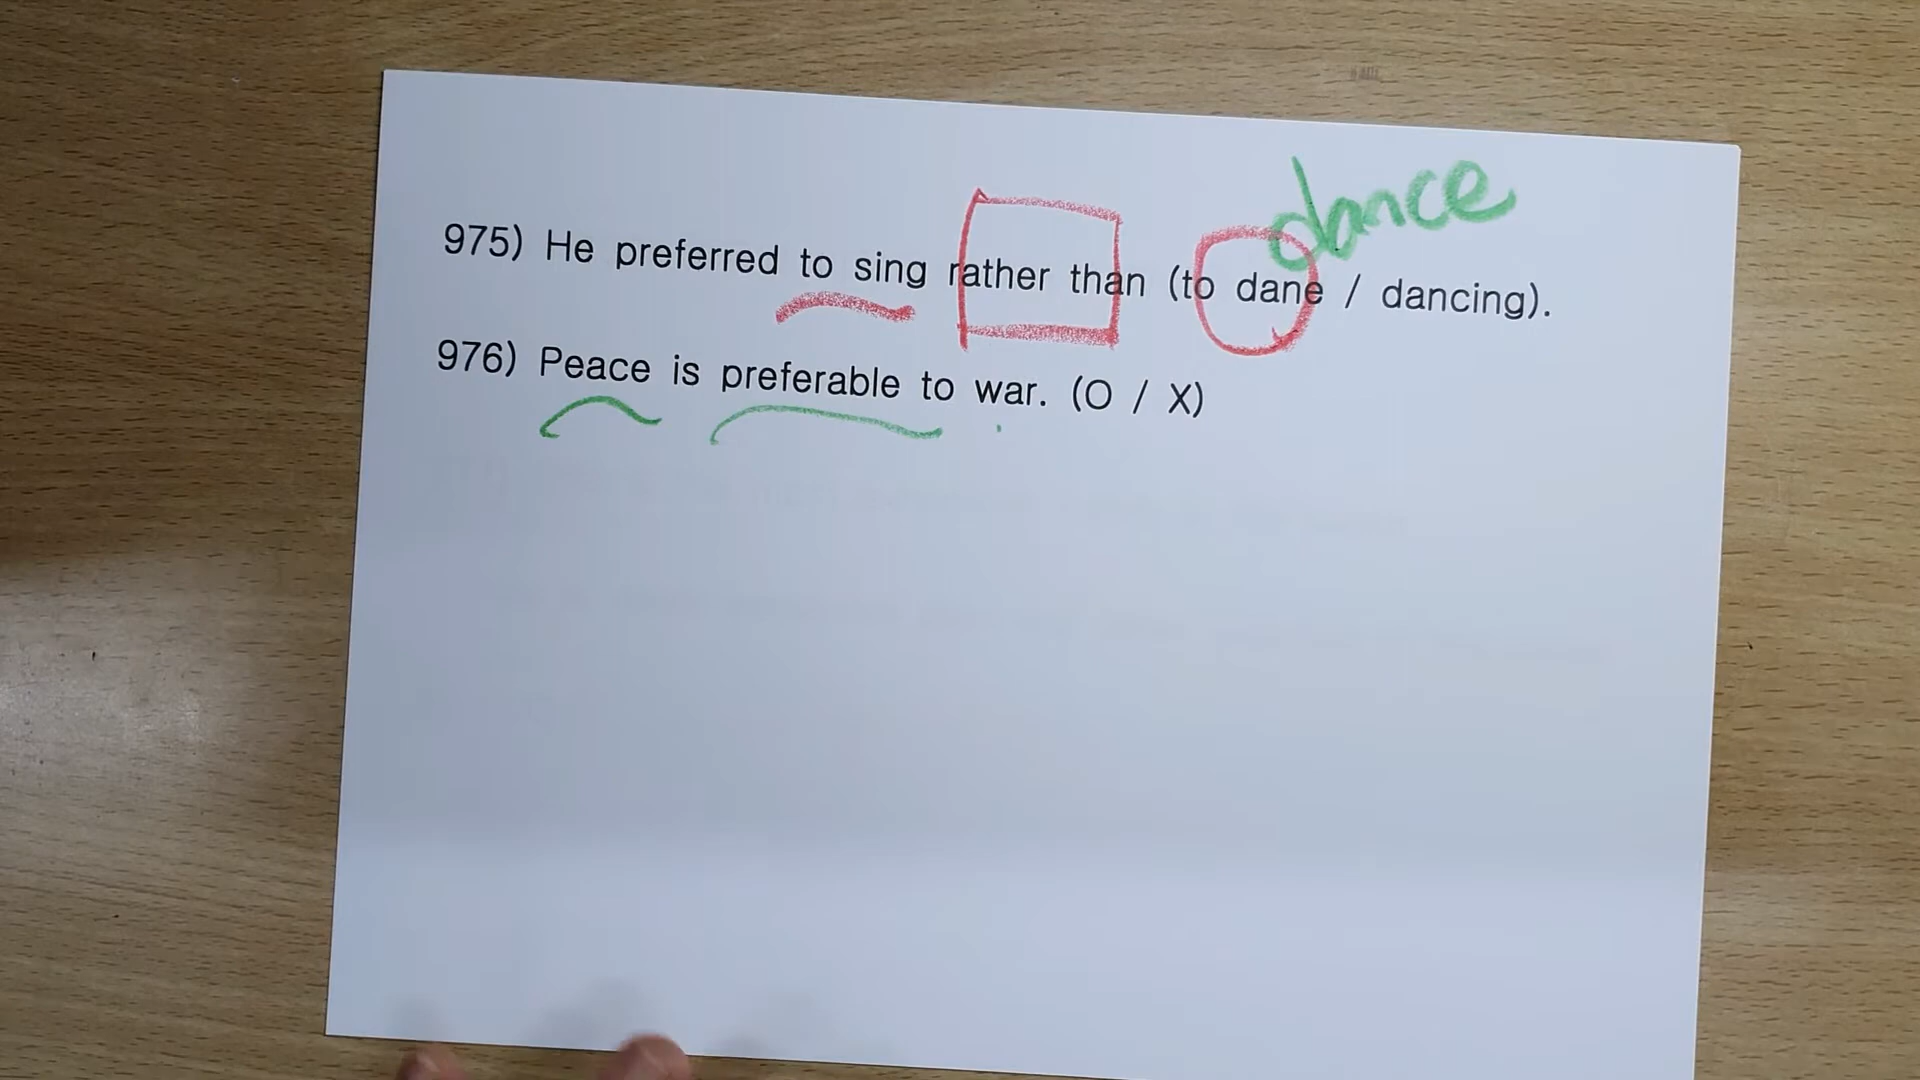 dance
975) He preferred to sing rather than (to dane / dancing).
976) Peace is preferable to war. (O / X)